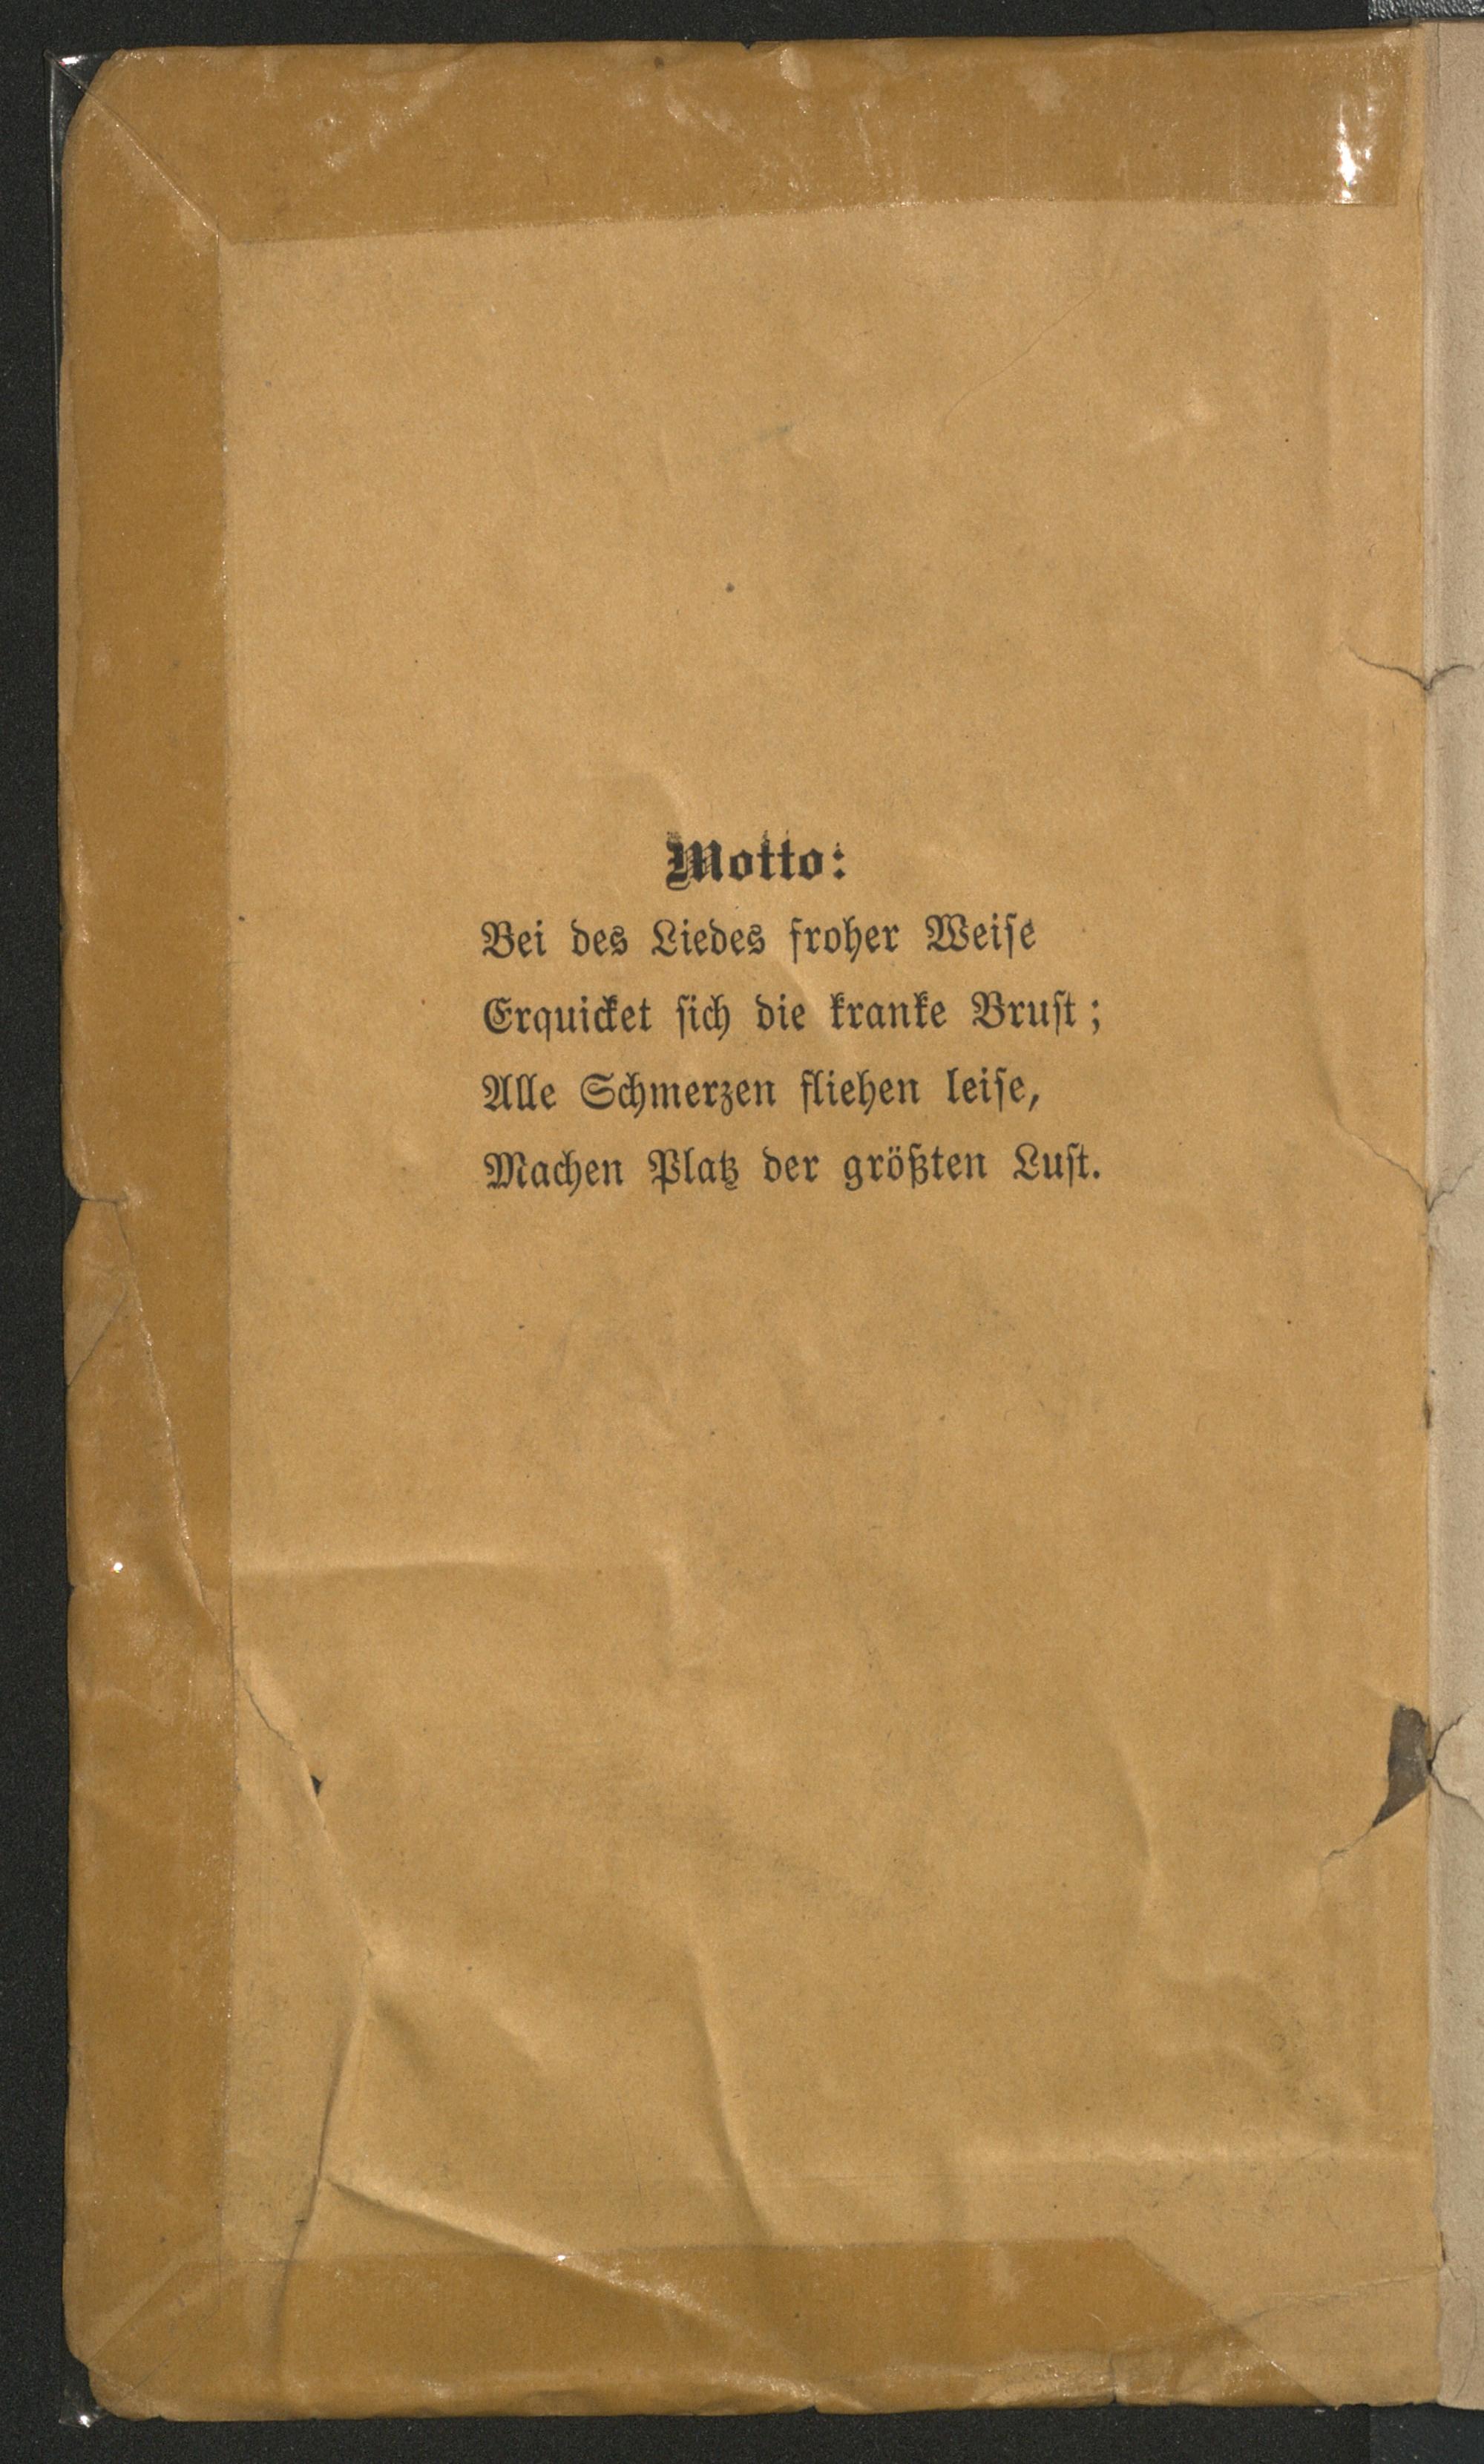 Motto:
Bei des Liedes froher Weise
Erquicket sich die kranke Brust;
Alle Schmerzen fliehen leise,
Machen Platz der größten Lust.